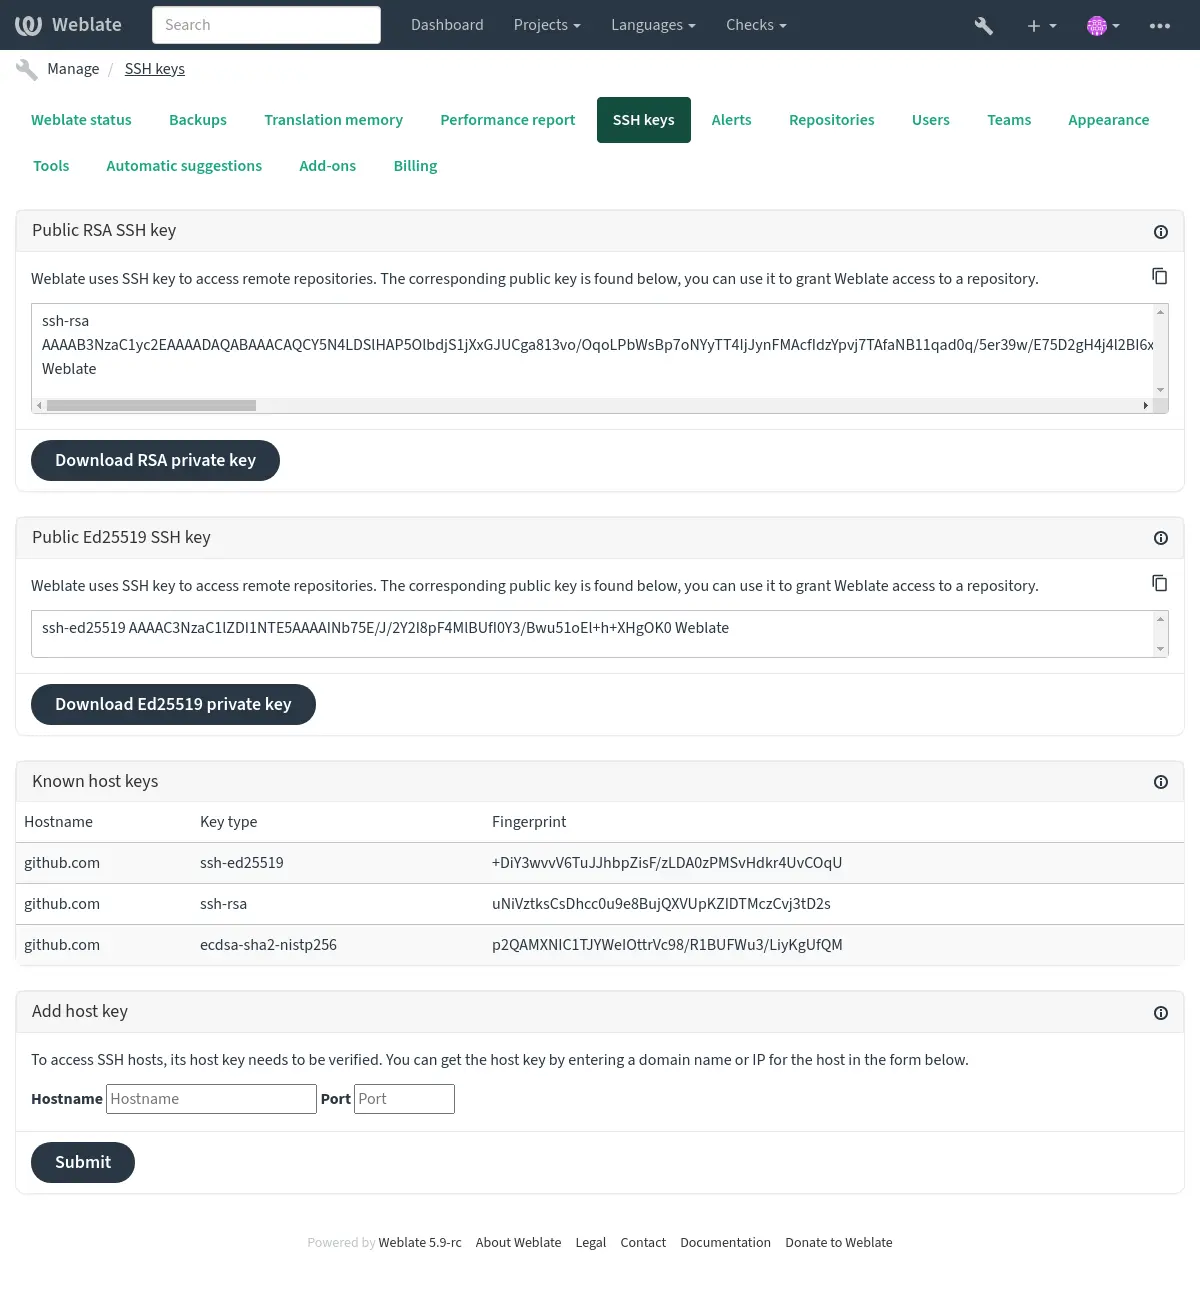 Weblate
Search
Dashboard
Projects
Languages
Checks
Manage / SSH keys
Weblate status
Backups
Translation memory
Performance report
SSH keys
Alerts
Repositories
Users
Teams
Appearance
Tools
Automatic suggestions
Add-ons
Billing
Public RSA SSH key
Weblate uses SSH key to access remote repositories. The corresponding public key is found below, you can use it to grant Weblate access to a repository.
ssh-rsa
AAAAB3NzaC1yc2EAAAADAQABAAACAQCY5N4LDSlHAP5OlbdjS1jXxGJUCga813vo/OqoLPbWsBp7oNYyTT4IjJynFMAcfIdzYpvj7TAfaNB11qad0q/5er39w/E75D2gH4j4l2BI6x
Weblate
Download RSA private key
Public Ed25519 SSH key
Weblate uses SSH key to access remote repositories. The corresponding public key is found below, you can use it to grant Weblate access to a repository.
ssh-ed25519 AAAAC3NzaC1lZDI1NTE5AAAAINb75E/J/2Y2I8pF4MlBUfI0Y3/Bwu51oEl+h+XHgOK0 Weblate
Download Ed25519 private key
Known host keys
Hostname Key type Fingerprint
github.com ssh-ed25519 +DiY3wvvV6TuJJhbpZisF/zLDA0zPMSvHdkr4UvCOqU
github.com ssh-rsa uNiVztksCsDhcc0u9e8BujQXVUpKZIDTMczCvj3tD2s
github.com ecdsa-sha2-nistp256 p2QAMXNIC1TJYWeIOttrVc98/R1BUFWu3/LiyKgUfQM
Add host key
To access SSH hosts, its host key needs to be verified. You can get the host key by entering a domain name or IP for the host in the form below.
Hostname Hostname Port Port
Submit
Powered by Weblate 5.9-rc About Weblate Legal Contact Documentation Donate to Weblate